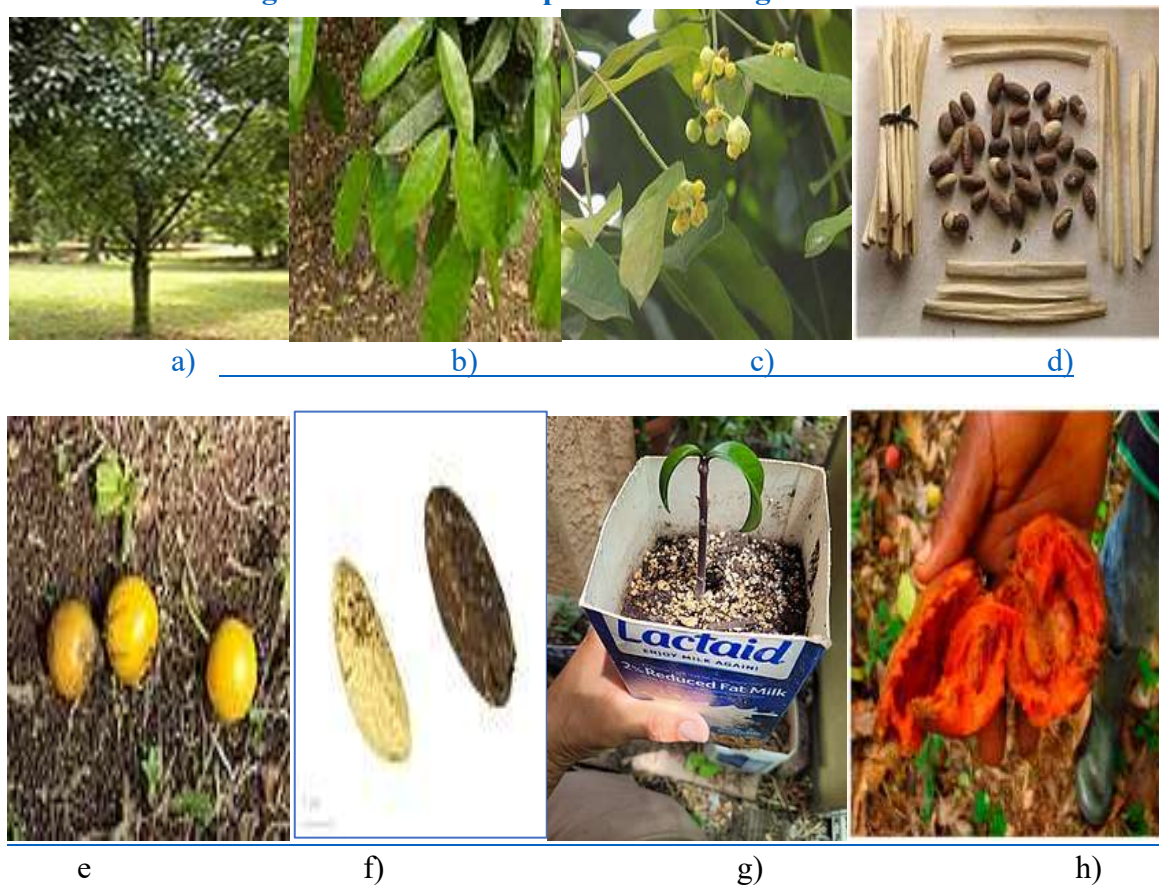 a) b) c) d)
Lactaid
ENJOY MILK AGAIN!
2% Reduced Fat Milk
e f) g) h)